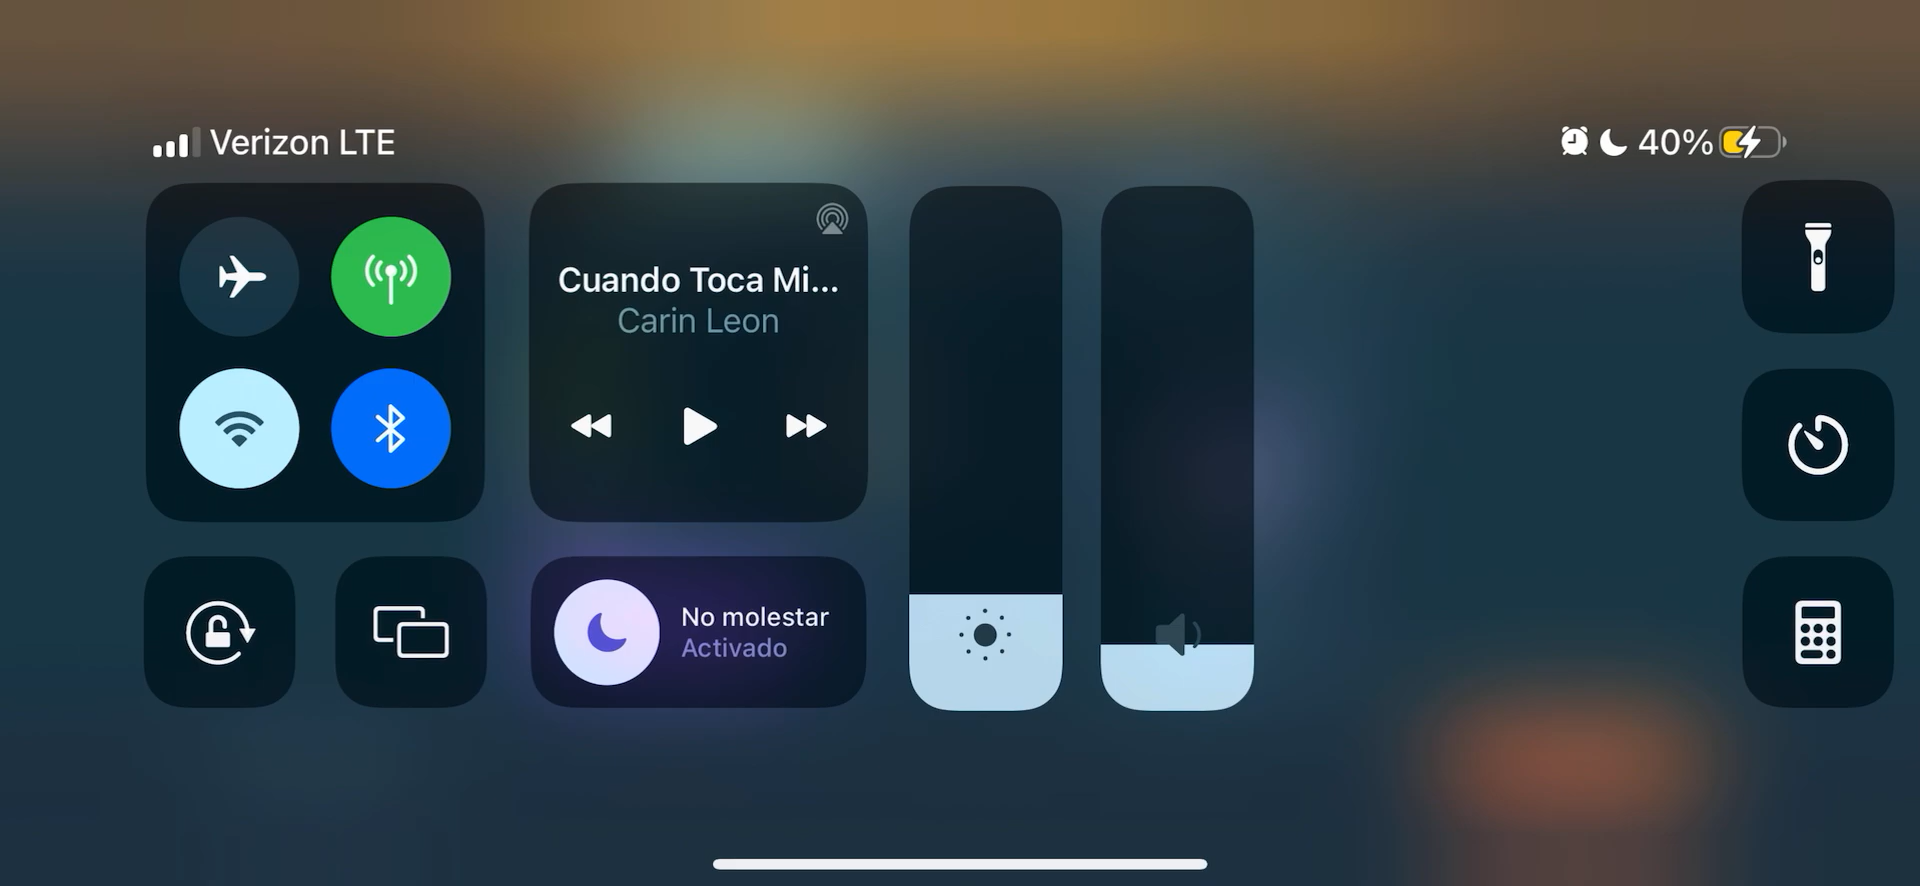 Verizon LTE
40%
Cuando Toca Mi...
Carin Leon
No molestar
Activado